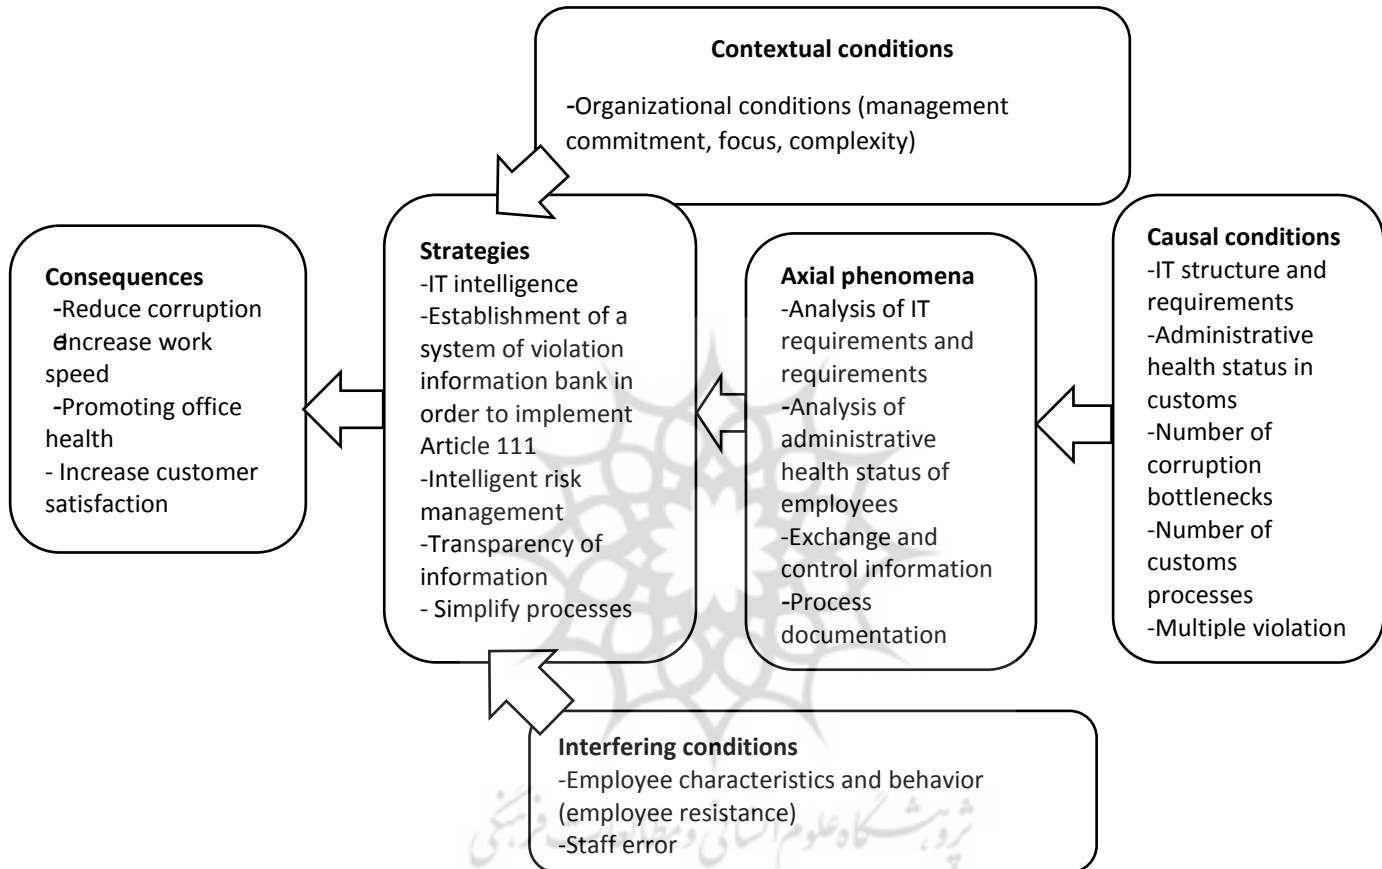 Contextual conditions
-Organizational conditions (management
commitment, focus, complexity)
Consequences
-Reduce corruption
Increase work
speed
-Promoting office
health
- Increase customer
satisfaction
Strategies
-IT intelligence
-Establishment of a
system of violation
information bank in
order to implement
Article 111
-Intelligent risk
management
-Transparency of
information
- Simplify processes
Axial phenomena
-Analysis of IT
requirements and
requirements
-Analysis of
administrative
health status of
employees
-Exchange and
control information
-Process
documentation
Causal conditions
-IT structure and
requirements
-Administrative
health status in
customs
-Number of
corruption
bottlenecks
-Number of
customs
processes
-Multiple violation
Interfering conditions
-Employee characteristics and behavior
(employee resistance)
-Staff error
پژوهشگاه علوم انسانی و مطالعات فرهنگی